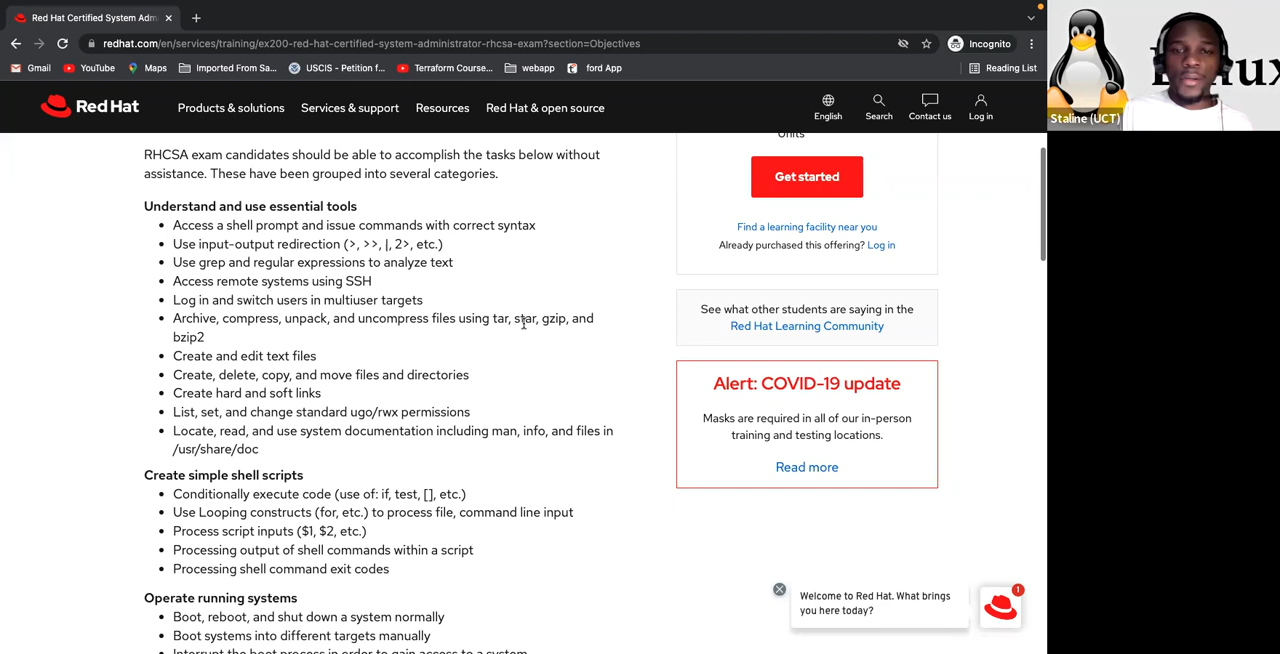 Red Hat Certified System Adm
redhat.com/en/services/training/ex200-red-hat-certified-system-administrator-rhcsa-exam?section=Objectives
Incognito
Gmail
YouTube
Maps
Imported From Sa...
USCIS - Petition f...
Terraform Course...
webapp
ford App
Reading List
Red Hat
Products & solutions
Services & support
Resources
Red Hat & open source
English
Search
Contact us
Log in
Staline (UCT)
RHCSA exam candidates should be able to accomplish the tasks below without
assistance. These have been grouped into several categories.
Understand and use essential tools
• Access a shell prompt and issue commands with correct syntax
• Use input-output redirection (>, >>, |, 2>, etc.)
• Use grep and regular expressions to analyze text
• Access remote systems using SSH
• Log in and switch users in multiuser targets
• Archive, compress, unpack, and uncompress files using tar, star, gzip, and
bzip2
• Create and edit text files
• Create, delete, copy, and move files and directories
• Create hard and soft links
• List, set, and change standard ugo/rwx permissions
• Locate, read, and use system documentation including man, info, and files in
/usr/share/doc
Create simple shell scripts
• Conditionally execute code (use of: if, test, [], etc.)
• Use Looping constructs (for, etc.) to process file, command line input
• Process script inputs ($1, $2, etc.)
• Processing output of shell commands within a script
• Processing shell command exit codes
Operate running systems
• Boot, reboot, and shut down a system normally
• Boot systems into different targets manually
• Interrupt the boot process in order to gain access to a system
Units
Get started
Find a learning facility near you
Already purchased this offering? Log in
See what other students are saying in the
Red Hat Learning Community
Alert: COVID-19 update
Masks are required in all of our in-person
training and testing locations.
Read more
Welcome to Red Hat. What brings
you here today?
1